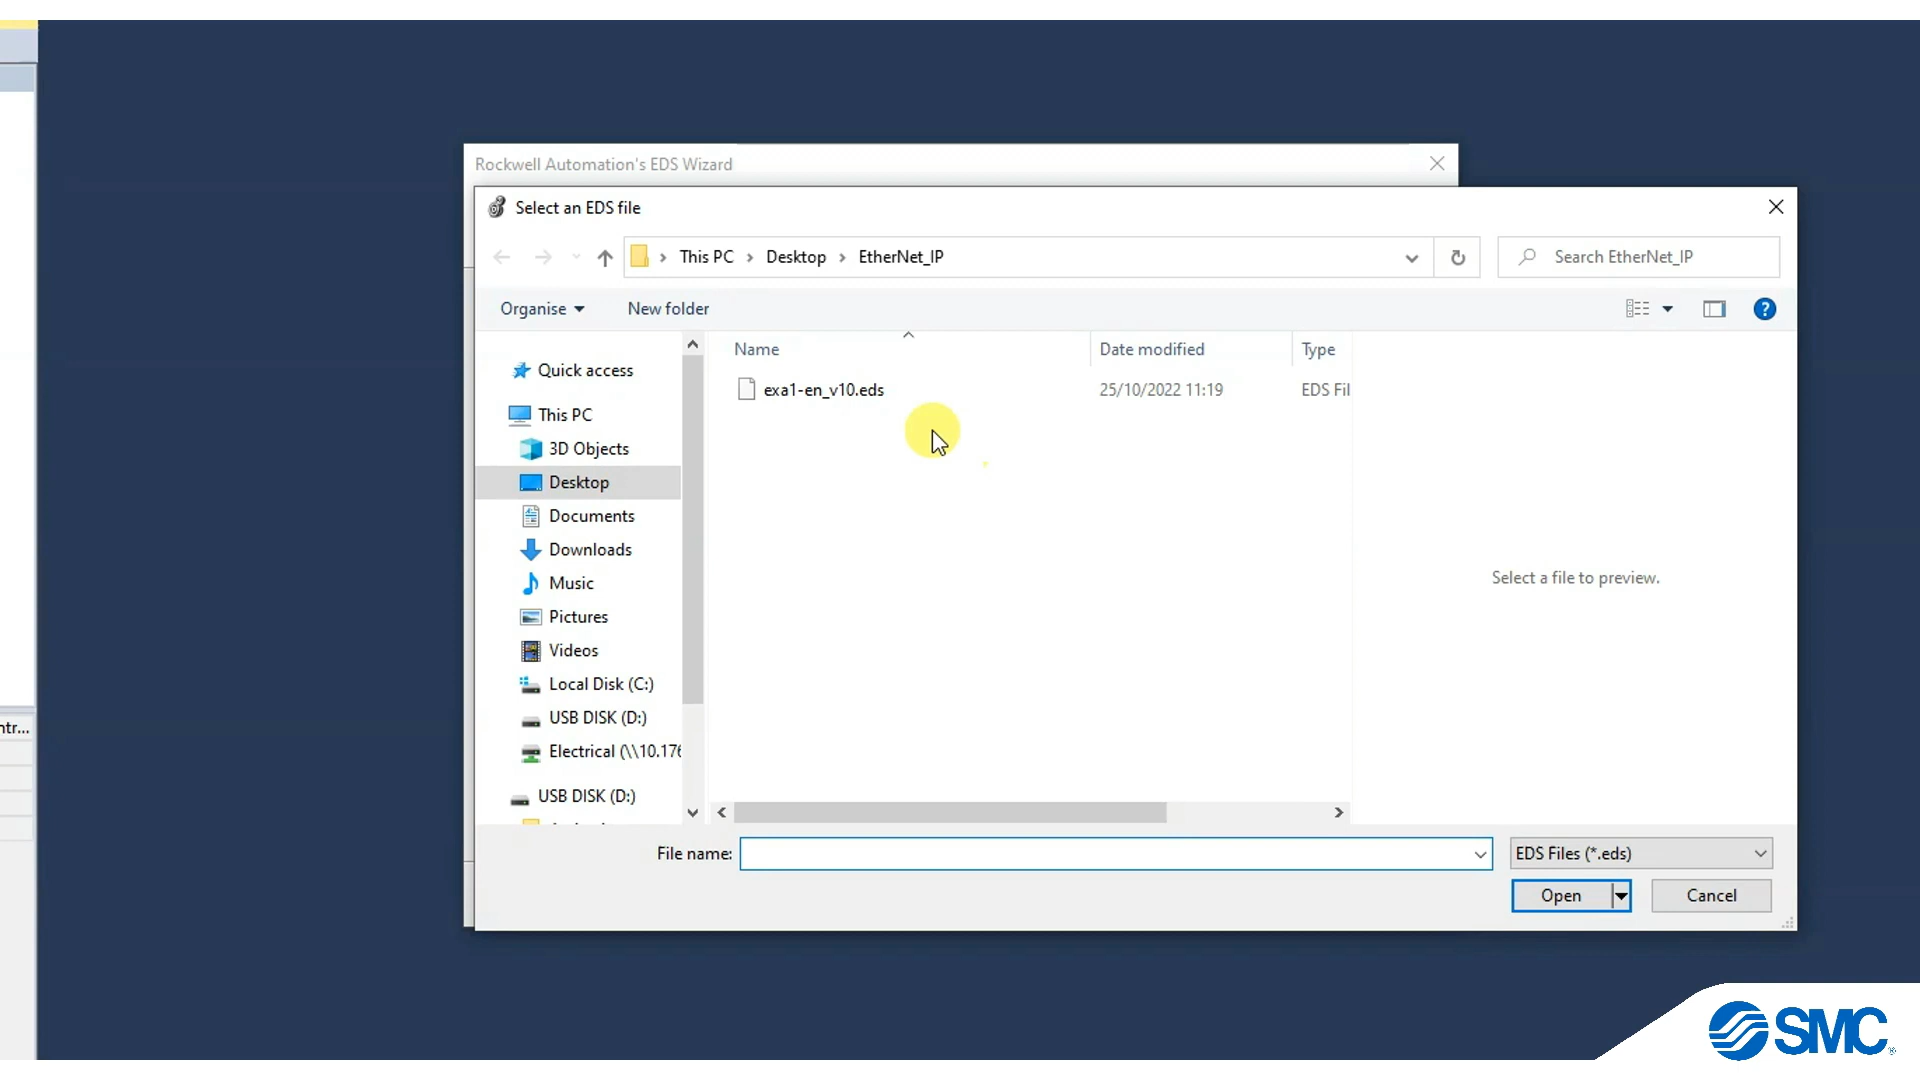 Rockwell Automation's EDS Wizard
Select an EDS file
This PC
Desktop
EtherNet_IP
Search EtherNet_IP
Organise
New folder
Name
Date modified
Type
exa1-en_v10.eds
25/10/2022 11:19
EDS Fil
Quick access
This PC
3D Objects
Desktop
Documents
Downloads
Music
Pictures
Videos
Local Disk (C:)
USB DISK (D:)
Electrical (\\10.176
USB DISK (D:)
Select a file to preview.
ntr...
File name:
EDS Files (*.eds)
Open
Cancel
SMC